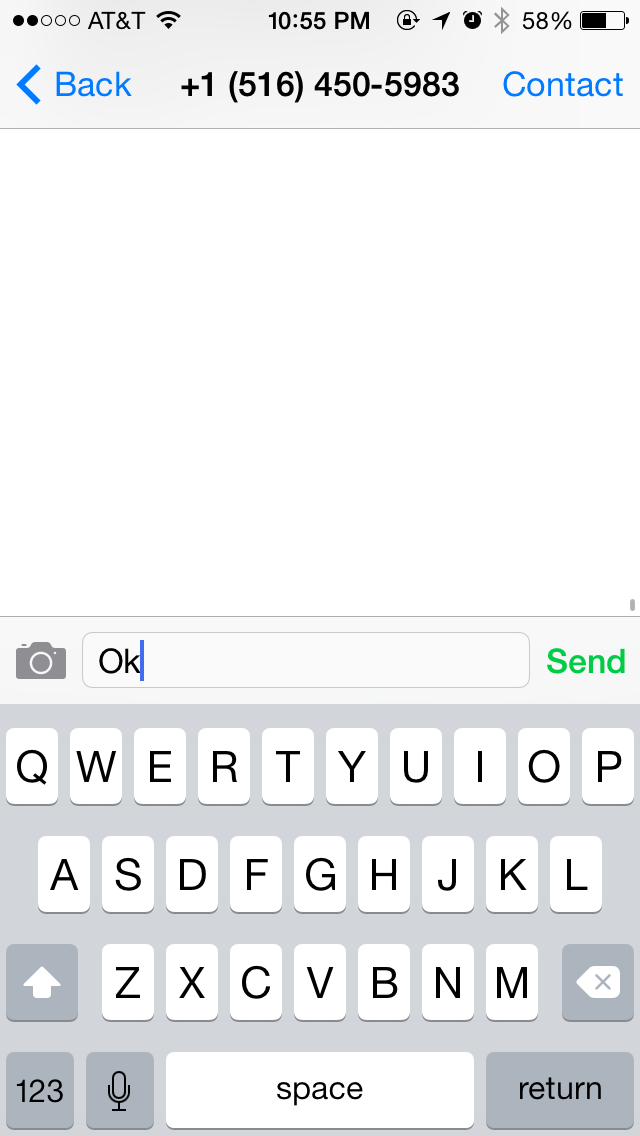 AT&T 10:55 PM 58%
Back +1 (516) 450-5983 Contact
Ok Send
Q W E R T Y U I O P
A S D F G H J K L
Z X C V B N M
123 space return